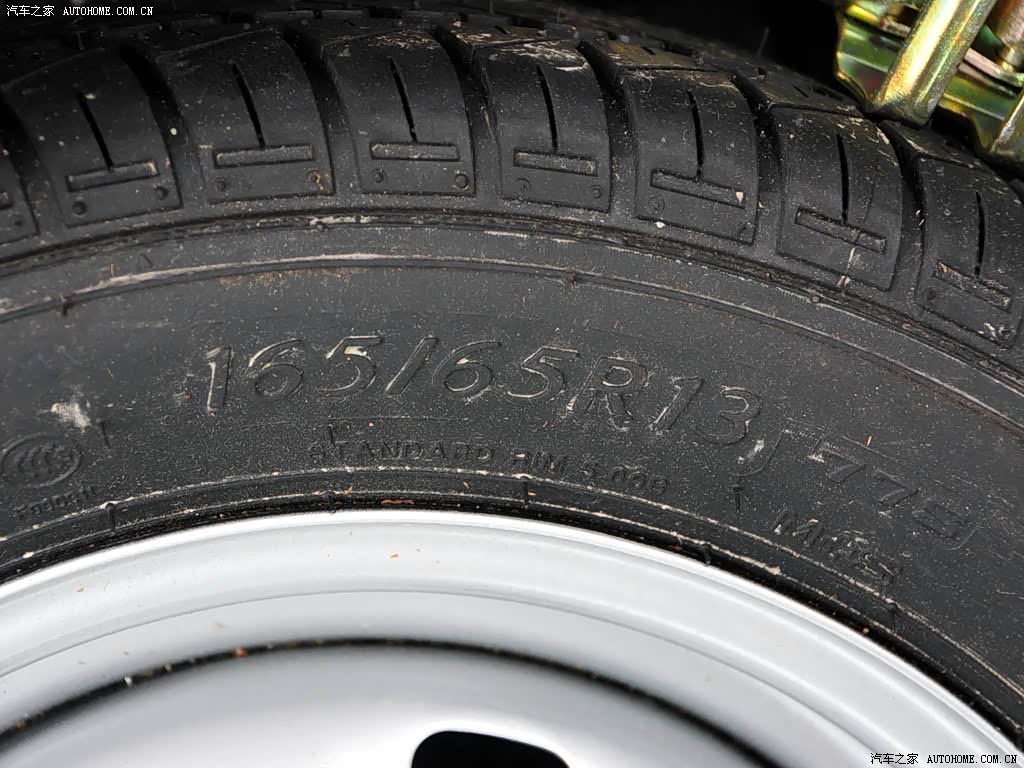 汽车之家 AUTOHOME.COM.CN
165/65R13 77S
STANDARD RIM 5.00B
M+S
汽车之家 AUTOHOME.COM.CN